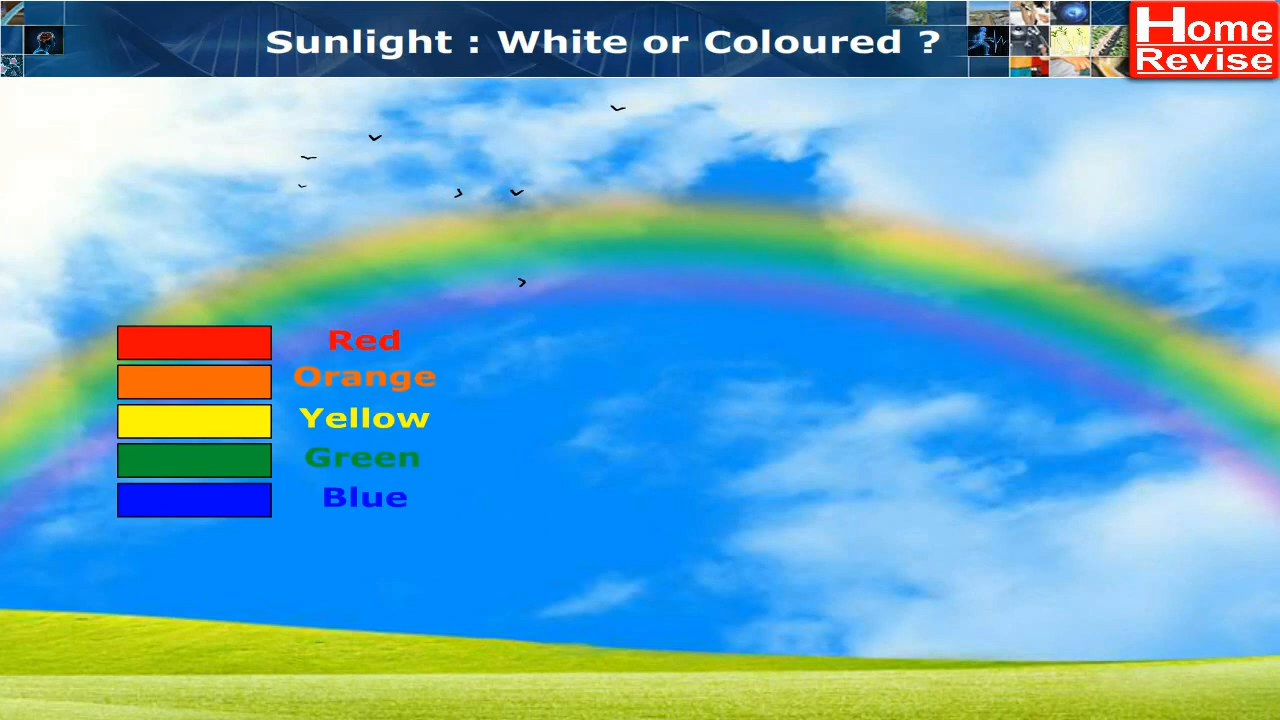 Sunlight : White or Coloured ?
Home
Revise
Red
Orange
Yellow
Green
Blue